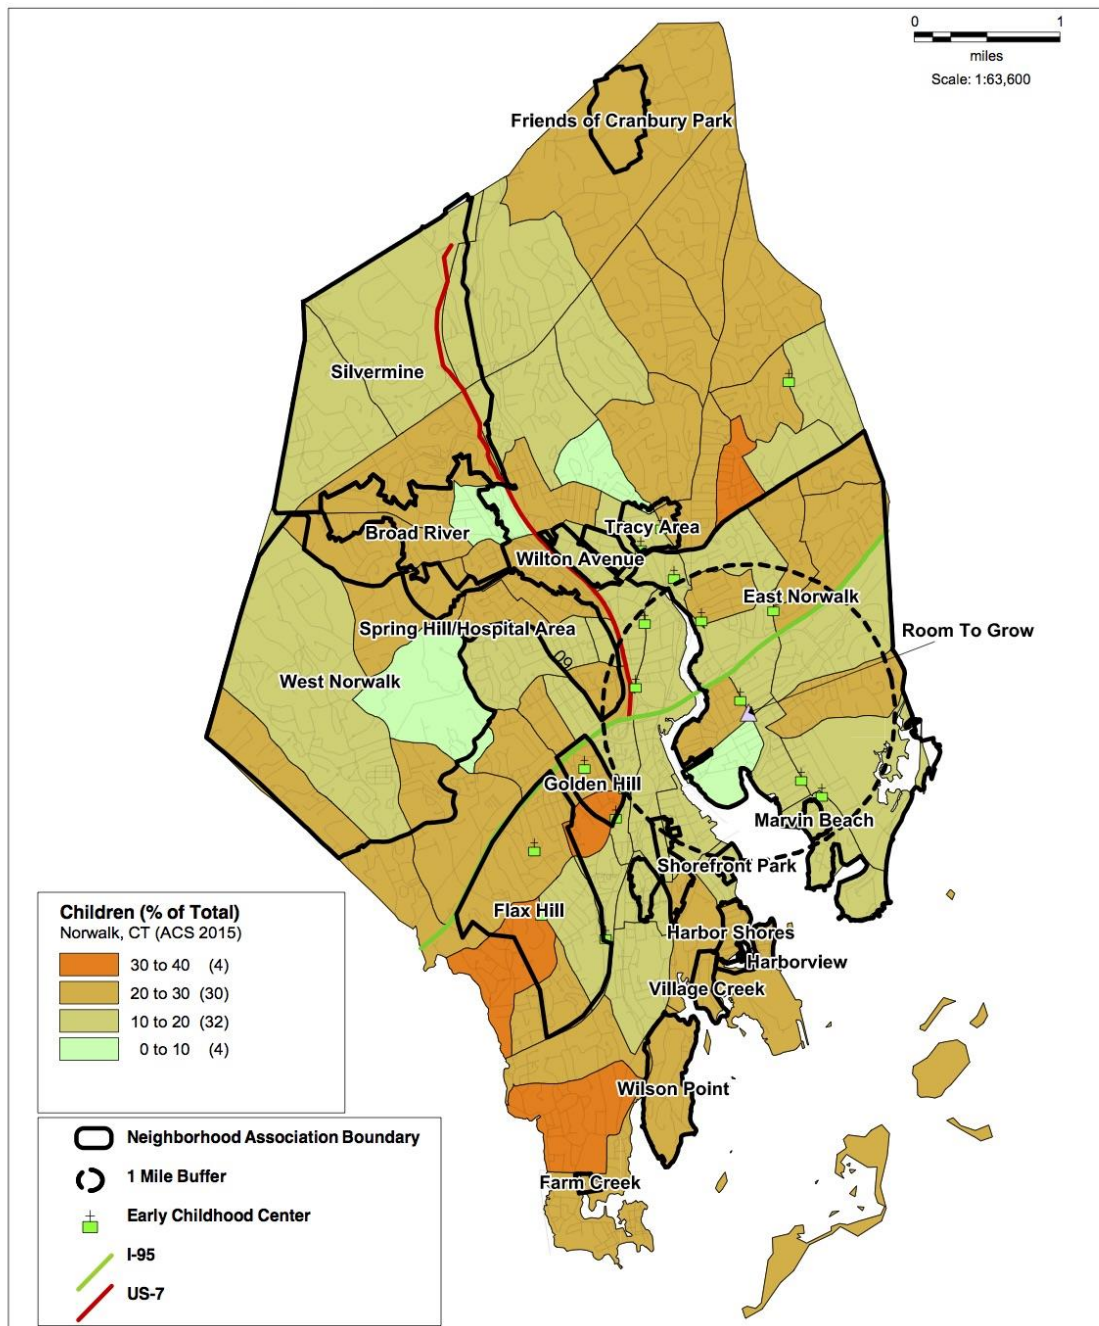 0 1
miles
Scale: 1:63,600
Friends of Cranbury Park
Silvermine
Tracy Area
Broad River
Wilton Avenue
East Norwalk
Spring Hill/Hospital Area
Room To Grow
West Norwalk
Golden Hill
Marvin Beach
Shorefront Park
Flax Hill
Harbor Shores
Harborview
Village Creek
Wilson Point
Farm Creek
Children (% of Total)
Norwalk, CT (ACS 2015)
30 to 40 (4)
20 to 30 (30)
10 to 20 (32)
0 to 10 (4)
Neighborhood Association Boundary
1 Mile Buffer
Early Childhood Center
I-95
US-7